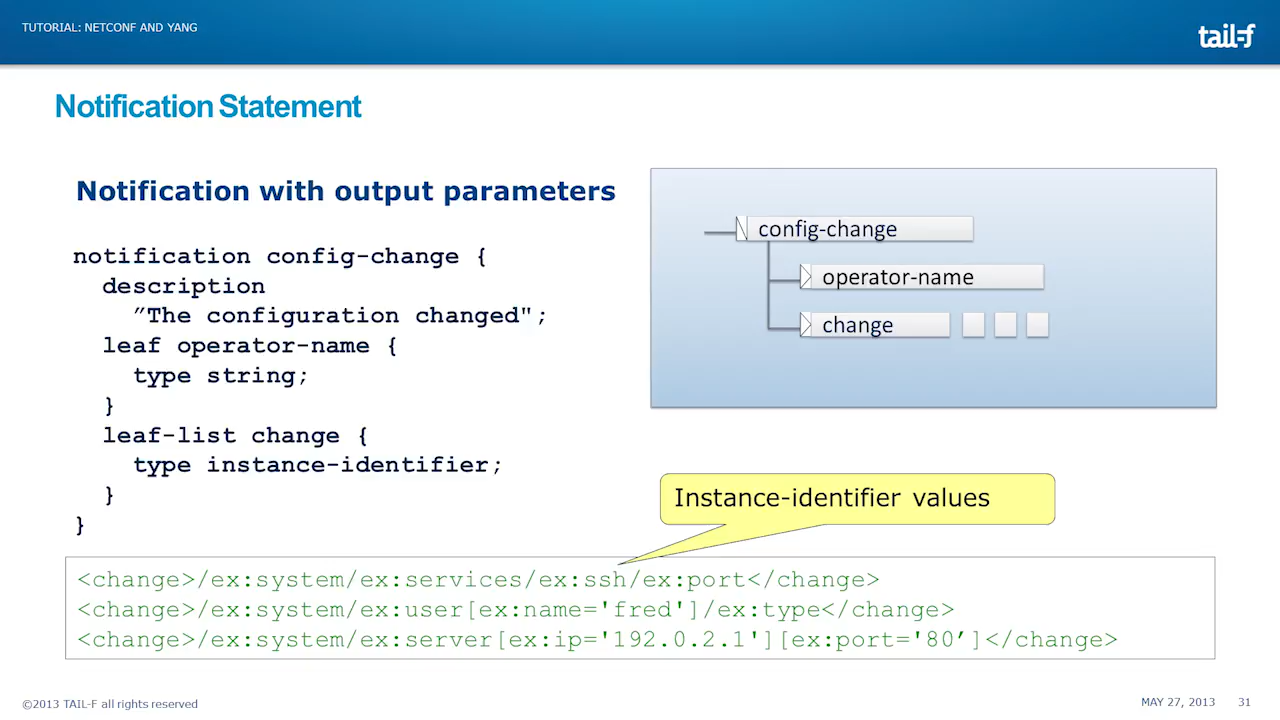 TUTORIAL: NETCONF AND YANG
tail-f
Notification Statement
Notification with output parameters
notification config-change {
description
”The configuration changed";
leaf operator-name {
type string;
}
leaf-list change {
type instance-identifier;
}
}
config-change
operator-name
change
Instance-identifier values
<change>/ex:system/ex:services/ex:ssh/ex:port</change>
<change>/ex:system/ex:user[ex:name='fred']/ex:type</change>
<change>/ex:system/ex:server[ex:ip='192.0.2.1'][ex:port='80’]</change>
©2013 TAIL-F all rights reserved
MAY 27, 2013
31